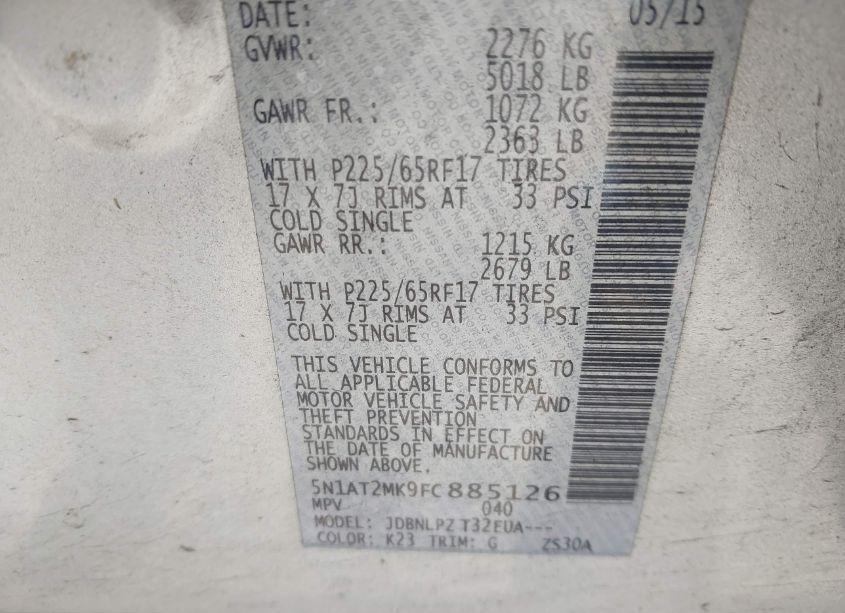 DATE: 05/15
GVWR: 2276 KG
5018 LB
GAWR FR.: 1072 KG
2363 LB
WITH P225/65RF17 TIRES
17 X 7J RIMS AT 33 PSI
COLD SINGLE
GAWR RR.: 1215 KG
2679 LB
WITH P225/65RF17 TIRES
17 X 7J RIMS AT 33 PSI
COLD SINGLE
THIS VEHICLE CONFORMS TO
ALL APPLICABLE FEDERAL
MOTOR VEHICLE SAFETY AND
THEFT PREVENTION
STANDARDS IN EFFECT ON
THE DATE OF MANUFACTURE
SHOWN ABOVE.
5N1AT2MK9FC885126
MPV 040
MODEL: JDBNLPZ T32EUA---
COLOR: K23 TRIM: G ZS30A